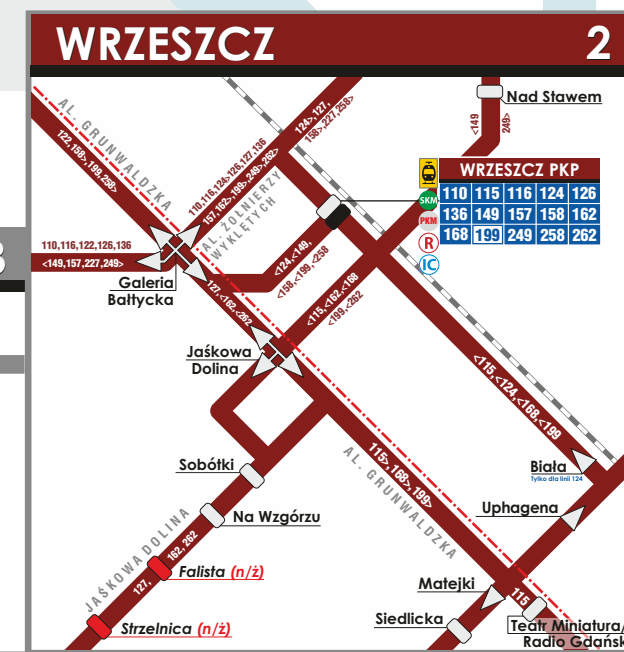 WRZESZCZ 2
AL. GRUNWALDZKA
122,158>,199,258>
110,116,124>126,127,136
157,162>,199>,249>,262>
124>,127,
158>,227,258>
AL. ŻOŁNIERZY
WYKLĘTYCH
Nad Stawem
<149
249>
WRZESZCZ PKP
110 115 116 124 126
136 149 157 158 162
168 199 249 258 262
SKM
PKM
R
IC
110,116,122,126,136
<149,157,227,249>
Galeria
Bałtycka
127,<162,<262
<124,<149,
<158,<199,<258
<115,<162,<168
<199,<262
Jaśkowa
Dolina
<115,<124,<168,<199
Biała
Tylko dla linii 124
115>,168>,199>
AL. GRUNWALDZKA
Sobótki
Na Wzgórzu
Uphagena
JAŚKOWA DOLINA
127, 162, 262
Falista (n/ż)
Strzelnica (n/ż)
Matejki
115
Siedlicka
Teatr Miniatura/
Radio Gdańsk